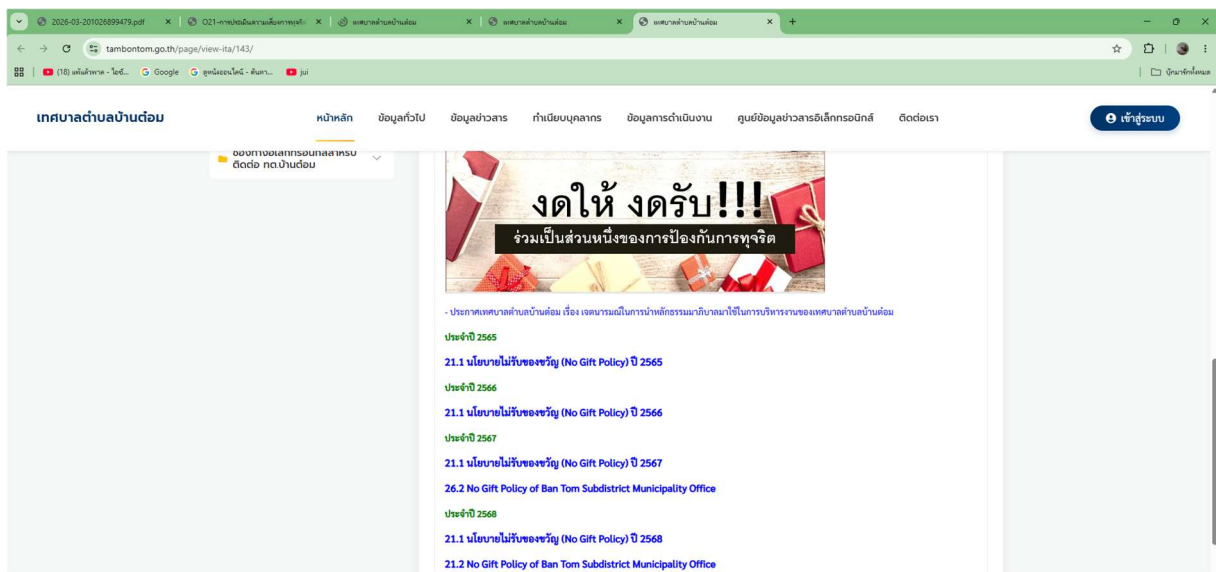 2026-03-201026899479.pdf
O21-การประเมินความเสี่ยงการทุจริต
เทศบาลตำบลบ้านต๋อม
เทศบาลตำบลบ้านต๋อม
เทศบาลตำบลบ้านต๋อม
tambontom.go.th/page/view-ita/143/
Google
jui
บุ๊กมาร์กทั้งหมด
เทศบาลตำบลบ้านต๋อม
หน้าหลัก
ข้อมูลทั่วไป
ข้อมูลข่าวสาร
ทำเนียบบุคลากร
ข้อมูลการดำเนินงาน
ศูนย์ข้อมูลข่าวสารอิเล็กทรอนิกส์
ติดต่อเรา
เข้าสู่ระบบ
ช่องทางอิเล็กทรอนิกส์สำหรับ
ติดต่อ ทต.บ้านต๋อม
งดให้ งดรับ!!!
ร่วมเป็นส่วนหนึ่งของการป้องกันการทุจริต
- ประกาศเทศบาลตำบลบ้านต๋อม เรื่อง เจตนารมณ์ในการนำหลักธรรมมาภิบาลมาใช้ในการบริหารงานของเทศบาลตำบลบ้านต๋อม
ประจำปี 2565
21.1 นโยบายไม่รับของขวัญ (No Gift Policy) ปี 2565
ประจำปี 2566
21.1 นโยบายไม่รับของขวัญ (No Gift Policy) ปี 2566
ประจำปี 2567
21.1 นโยบายไม่รับของขวัญ (No Gift Policy) ปี 2567
26.2 No Gift Policy of Ban Tom Subdistrict Municipality Office
ประจำปี 2568
21.1 นโยบายไม่รับของขวัญ (No Gift Policy) ปี 2568
21.2 No Gift Policy of Ban Tom Subdistrict Municipality Office